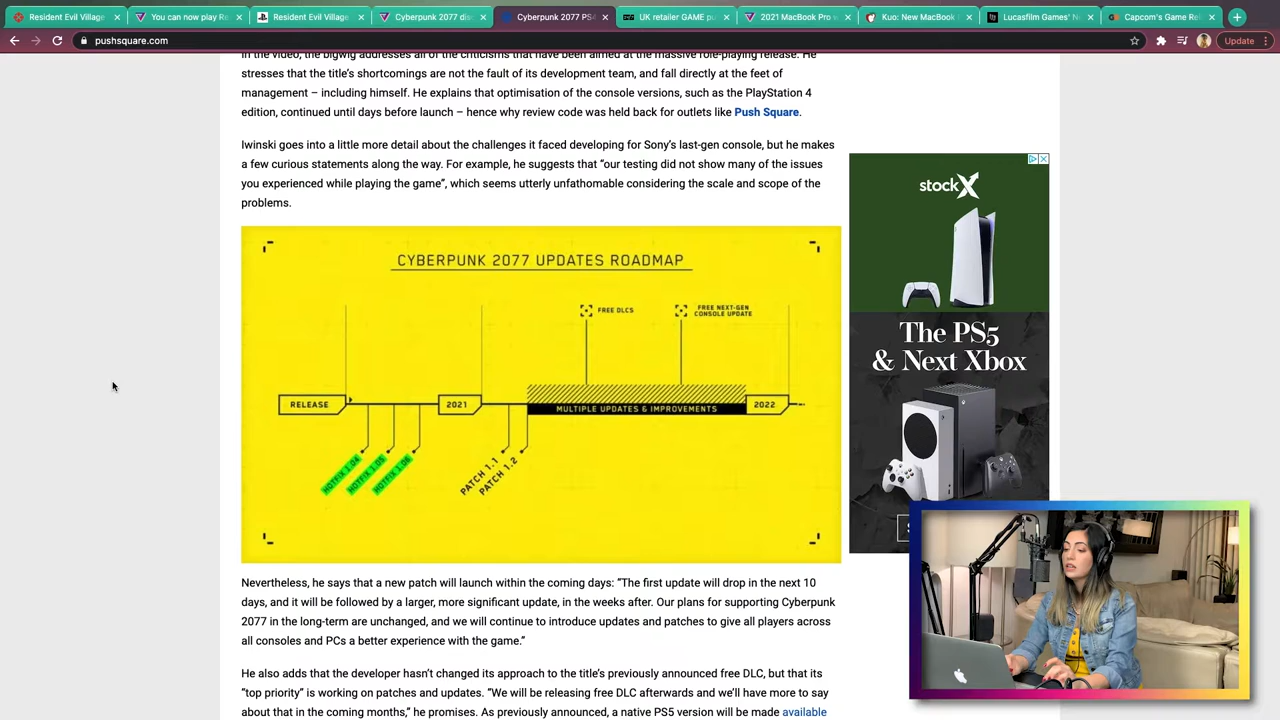 Resident Evil Village
You can now play Re
Resident Evil Village
Cyberpunk 2077 disc
Cyberpunk 2077 PS4
UK retailer GAME pu
2021 MacBook Pro w
Kuo: New MacBook
Lucasfilm Games' N
Capcom's Game Rel
pushsquare.com
Update
In the video, the bigwig addresses all of the criticisms that have been aimed at the massive role-playing release. He
stresses that the title's shortcomings are not the fault of its development team, and fall directly at the feet of
management – including himself. He explains that optimisation of the console versions, such as the PlayStation 4
edition, continued until days before launch – hence why review code was held back for outlets like Push Square.
Iwinski goes into a little more detail about the challenges it faced developing for Sony's last-gen console, but he makes
a few curious statements along the way. For example, he suggests that “our testing did not show many of the issues
you experienced while playing the game”, which seems utterly unfathomable considering the scale and scope of the
problems.
CYBERPUNK 2077 UPDATES ROADMAP
FREE DLCS
FREE NEXT-GEN
CONSOLE UPDATE
RELEASE
2021
MULTIPLE UPDATES & IMPROVEMENTS
2022
HOTFIX 1.04
HOTFIX 1.05
HOTFIX 1.06
PATCH 1.1
PATCH 1.2
stockX
The PS5
& Next Xbox
Nevertheless, he says that a new patch will launch within the coming days: “The first update will drop in the next 10
days, and it will be followed by a larger, more significant update, in the weeks after. Our plans for supporting Cyberpunk
2077 in the long-term are unchanged, and we will continue to introduce updates and patches to give all players across
all consoles and PCs a better experience with the game.”
He also adds that the developer hasn't changed its approach to the title's previously announced free DLC, but that its
“top priority” is working on patches and updates. “We will be releasing free DLC afterwards and we'll have more to say
about that in the coming months,” he promises. As previously announced, a native PS5 version will be made available